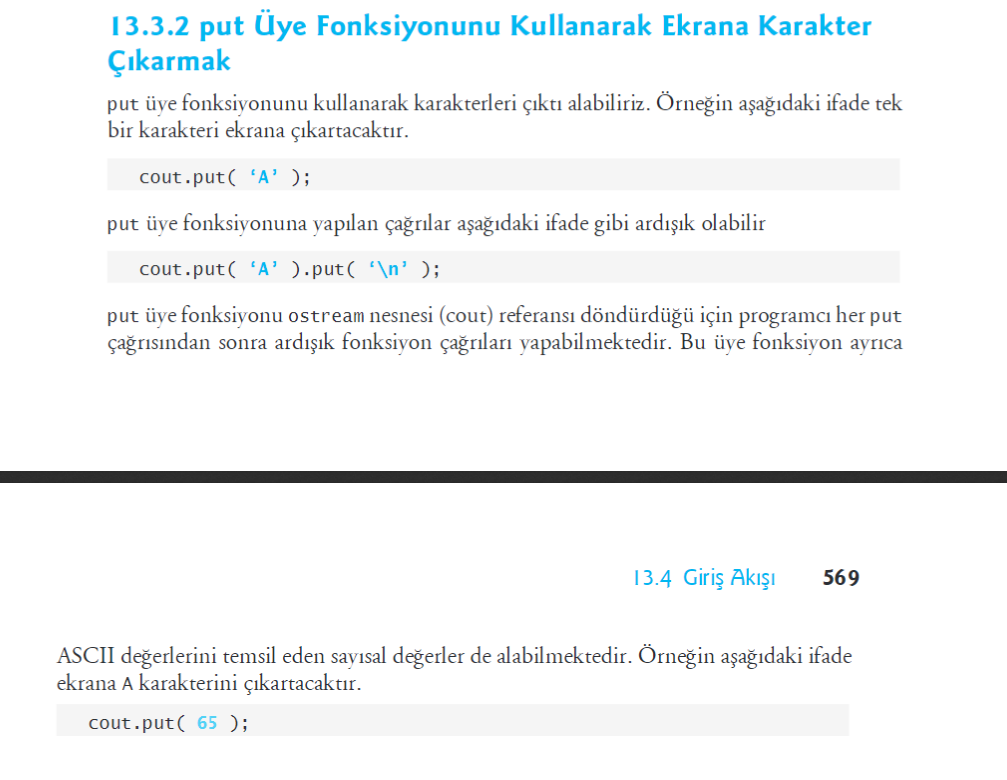 13.3.2 put Üye Fonksiyonunu Kullanarak Ekrana Karakter
Çıkarmak
put üye fonksiyonunu kullanarak karakterleri çıktı alabiliriz. Örneğin aşağıdaki ifade tek
bir karakteri ekrana çıkartacaktır.
cout.put( ‘A’ );
put üye fonksiyonuna yapılan çağrılar aşağıdaki ifade gibi ardışık olabilir
cout.put( ‘A’ ).put( ‘\n’ );
put üye fonksiyonu ostream nesnesi (cout) referansı döndürdüğü için programcı her put
çağrısından sonra ardışık fonksiyon çağrıları yapabilmektedir. Bu üye fonksiyon ayrıca
13.4 Giriş Akışı 569
ASCII değerlerini temsil eden sayısal değerler de alabilmektedir. Örneğin aşağıdaki ifade
ekrana A karakterini çıkartacaktır.
cout.put( 65 );